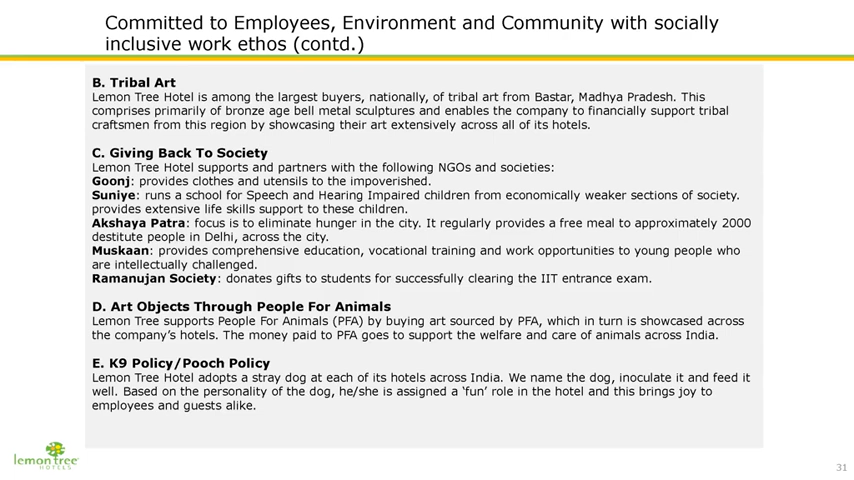 Committed to Employees, Environment and Community with socially
inclusive work ethos (contd.)
B. Tribal Art
Lemon Tree Hotel is among the largest buyers, nationally, of tribal art from Bastar, Madhya Pradesh. This
comprises primarily of bronze age bell metal sculptures and enables the company to financially support tribal
craftsmen from this region by showcasing their art extensively across all of its hotels.
C. Giving Back To Society
Lemon Tree Hotel supports and partners with the following NGOs and societies:
Goonj: provides clothes and utensils to the impoverished.
Suniye: runs a school for Speech and Hearing Impaired children from economically weaker sections of society.
provides extensive life skills support to these children.
Akshaya Patra: focus is to eliminate hunger in the city. It regularly provides a free meal to approximately 2000
destitute people in Delhi, across the city.
Muskaan: provides comprehensive education, vocational training and work opportunities to young people who
are intellectually challenged.
Ramanujan Society: donates gifts to students for successfully clearing the IIT entrance exam.
D. Art Objects Through People For Animals
Lemon Tree supports People For Animals (PFA) by buying art sourced by PFA, which in turn is showcased across
the company's hotels. The money paid to PFA goes to support the welfare and care of animals across India.
E. K9 Policy/Pooch Policy
Lemon Tree Hotel adopts a stray dog at each of its hotels across India. We name the dog, inoculate it and feed it
well. Based on the personality of the dog, he/she is assigned a ‘fun’ role in the hotel and this brings joy to
employees and guests alike.
lemon tree
HOTELS
31